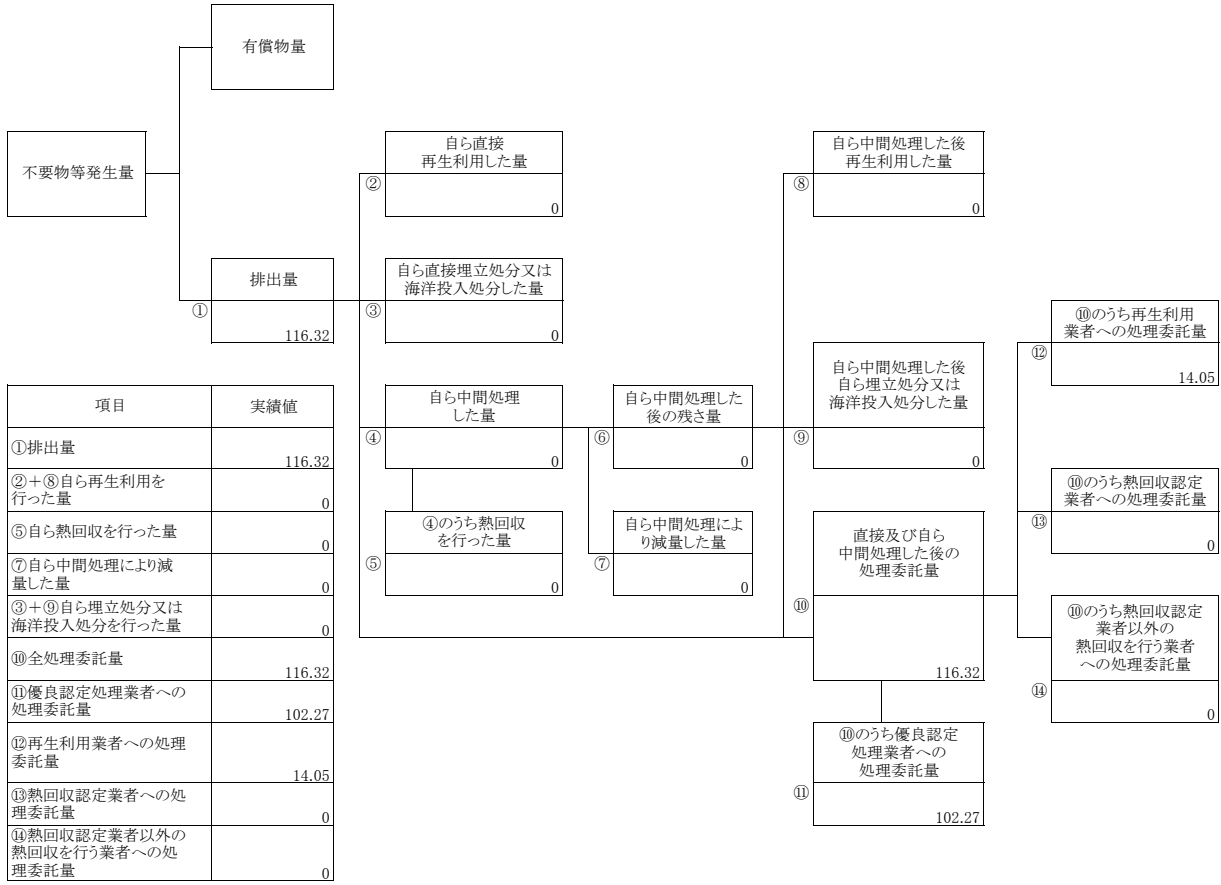 有償物量
不要物等発生量
自ら直接
再生利用した量
②
0
自ら中間処理した後
再生利用した量
⑧
0
排出量
①
116.32
自ら直接埋立処分又は
海洋投入処分した量
③
0
自ら中間処理
した量
④
0
自ら中間処理した
後の残さ量
⑥
0
自ら中間処理した後
自ら埋立処分又は
海洋投入処分した量
⑨
0
⑩のうち再生利用
業者への処理委託量
⑫
14.05
④のうち熱回収
を行った量
⑤
0
自ら中間処理によ
り減量した量
⑦
0
直接及び自ら
中間処理した後の
処理委託量
⑩
116.32
⑩のうち熱回収認定
業者への処理委託量
⑬
0
⑩のうち熱回収認定
業者以外の
熱回収を行う業者
への処理委託量
⑭
0
⑩のうち優良認定
処理業者への
処理委託量
⑪
102.27
項目 実績値
①排出量
116.32
②+⑧自ら再生利用を
行った量
0
⑤自ら熱回収を行った量
0
⑦自ら中間処理により減
量した量
0
③+⑨自ら埋立処分又は
海洋投入処分を行った量
0
⑩全処理委託量
116.32
⑪優良認定処理業者への
処理委託量
102.27
⑫再生利用業者への処理
委託量
14.05
⑬熱回収認定業者への処
理委託量
0
⑭熱回収認定業者以外の
熱回収を行う業者への処
理委託量
0